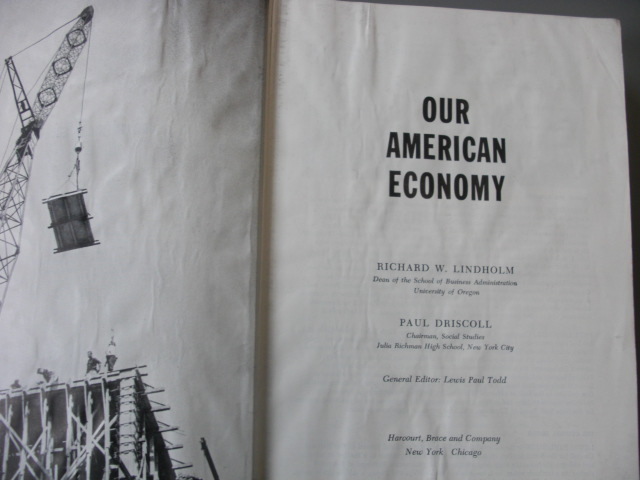 OUR
AMERICAN
ECONOMY
RICHARD W. LINDHOLM
Dean of the School of Business Administration
University of Oregon
PAUL DRISCOLL
Chairman, Social Studies
Julia Richman High School, New York City
General Editor: Lewis Paul Todd
Harcourt, Brace and Company
New York Chicago